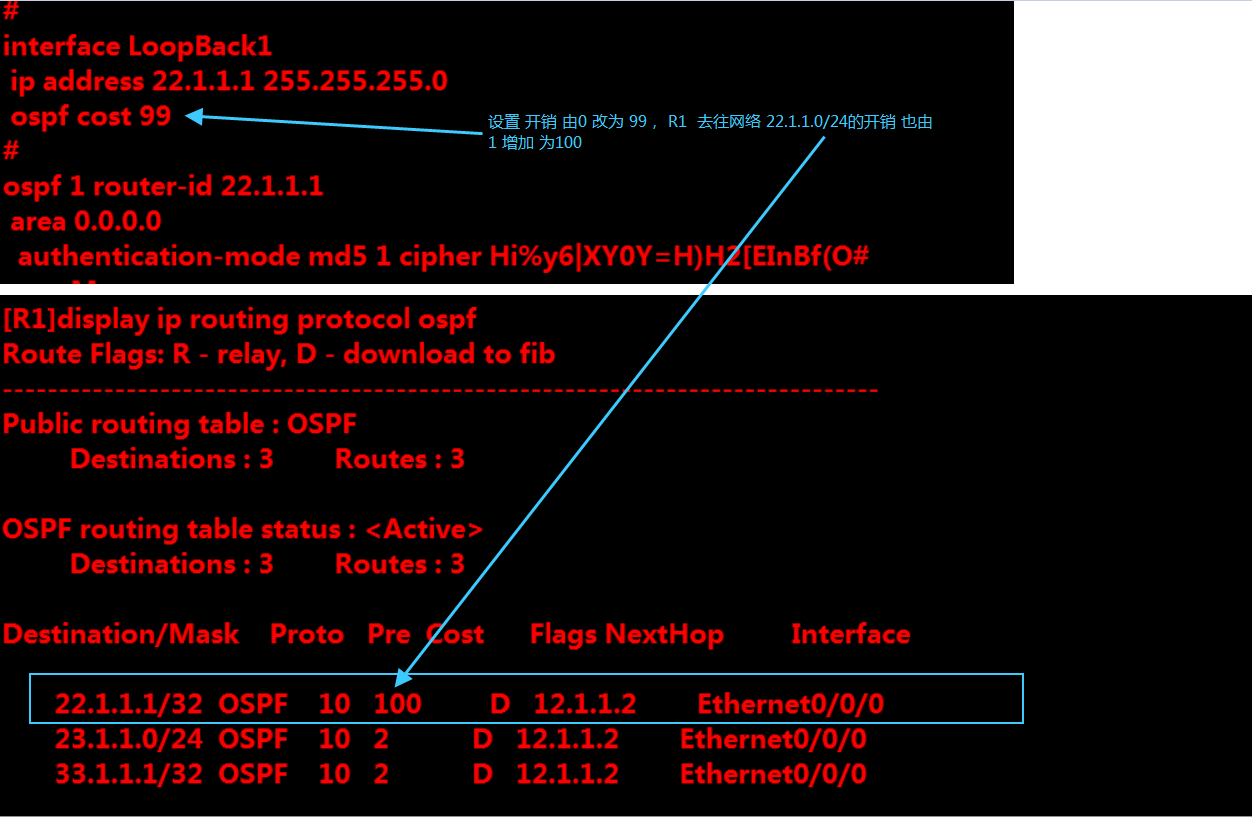 #
interface LoopBack1
ip address 22.1.1.1 255.255.255.0
ospf cost 99
设置 开销 由0 改为 99 ， R1 去往网络 22.1.1.0/24的开销 也由
1 增加 为100
#
ospf 1 router-id 22.1.1.1
area 0.0.0.0
authentication-mode md5 1 cipher Hi%y6|XY0Y=H)H2[EInBf(O#
[R1]display ip routing protocol ospf
Route Flags: R - relay, D - download to fib
------------------------------------------------------------------------------
Public routing table : OSPF
Destinations : 3 Routes : 3
OSPF routing table status : <Active>
Destinations : 3 Routes : 3
Destination/Mask Proto Pre Cost Flags NextHop Interface
22.1.1.1/32 OSPF 10 100 D 12.1.1.2 Ethernet0/0/0
23.1.1.0/24 OSPF 10 2 D 12.1.1.2 Ethernet0/0/0
33.1.1.1/32 OSPF 10 2 D 12.1.1.2 Ethernet0/0/0